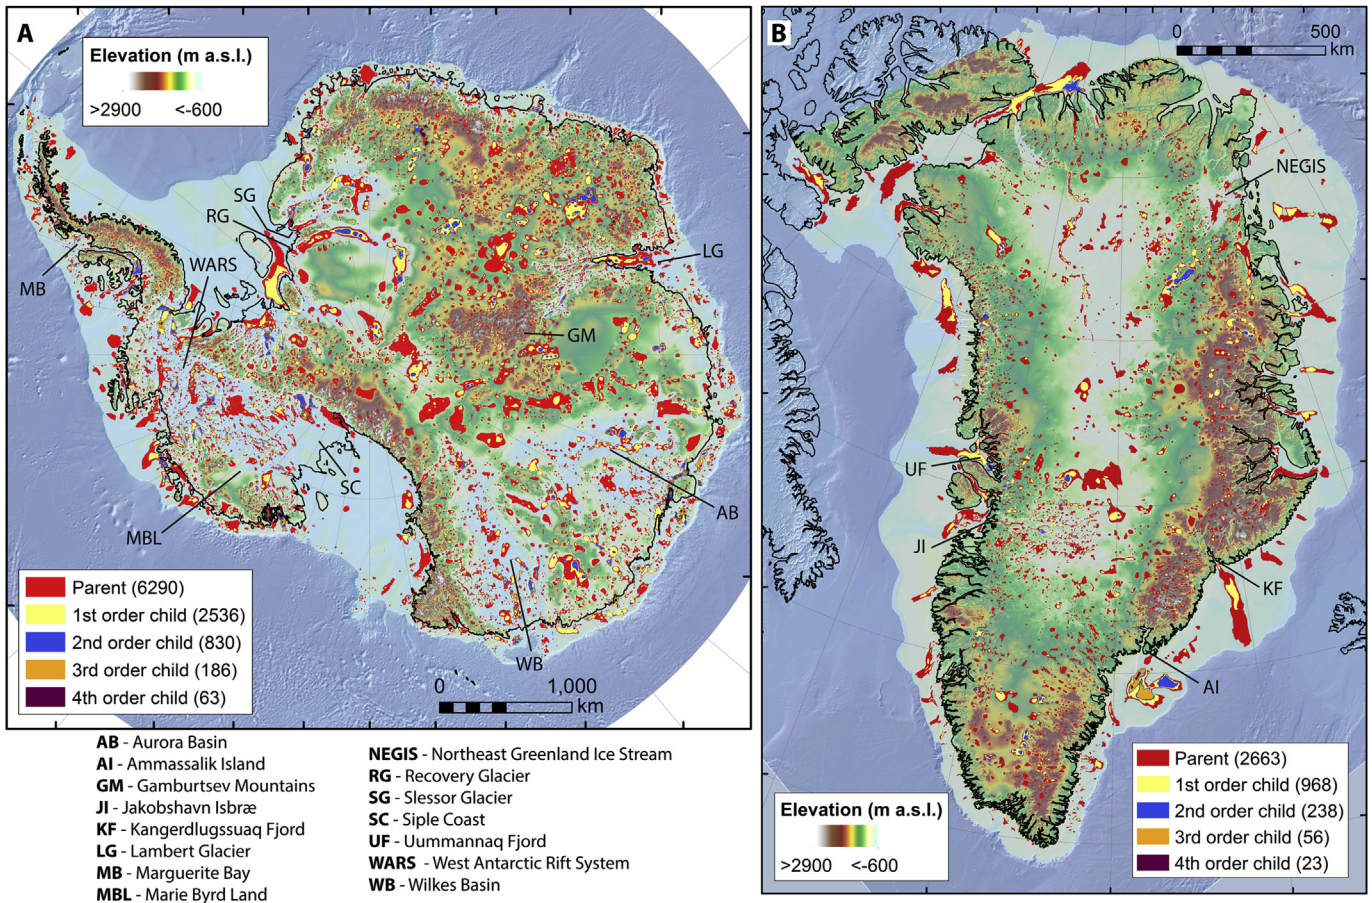 A
Elevation (m a.s.l.)
>2900 <-600
SG
RG
WARS
MB
LG
GM
SC
AB
MBL
WB
Parent (6290)
1st order child (2536)
2nd order child (830)
3rd order child (186)
4th order child (63)
0 1,000
km
B
0 500
km
NEGIS
UF
JI
KF
AI
Elevation (m a.s.l.)
>2900 <-600
Parent (2663)
1st order child (968)
2nd order child (238)
3rd order child (56)
4th order child (23)
AB - Aurora Basin
AI - Ammassalik Island
GM - Gamburtsev Mountains
JI - Jakobshavn Isbræ
KF - Kangerdlugssuaq Fjord
LG - Lambert Glacier
MB - Marguerite Bay
MBL - Marie Byrd Land
NEGIS - Northeast Greenland Ice Stream
RG - Recovery Glacier
SG - Slessor Glacier
SC - Siple Coast
UF - Uummannaq Fjord
WARS - West Antarctic Rift System
WB - Wilkes Basin